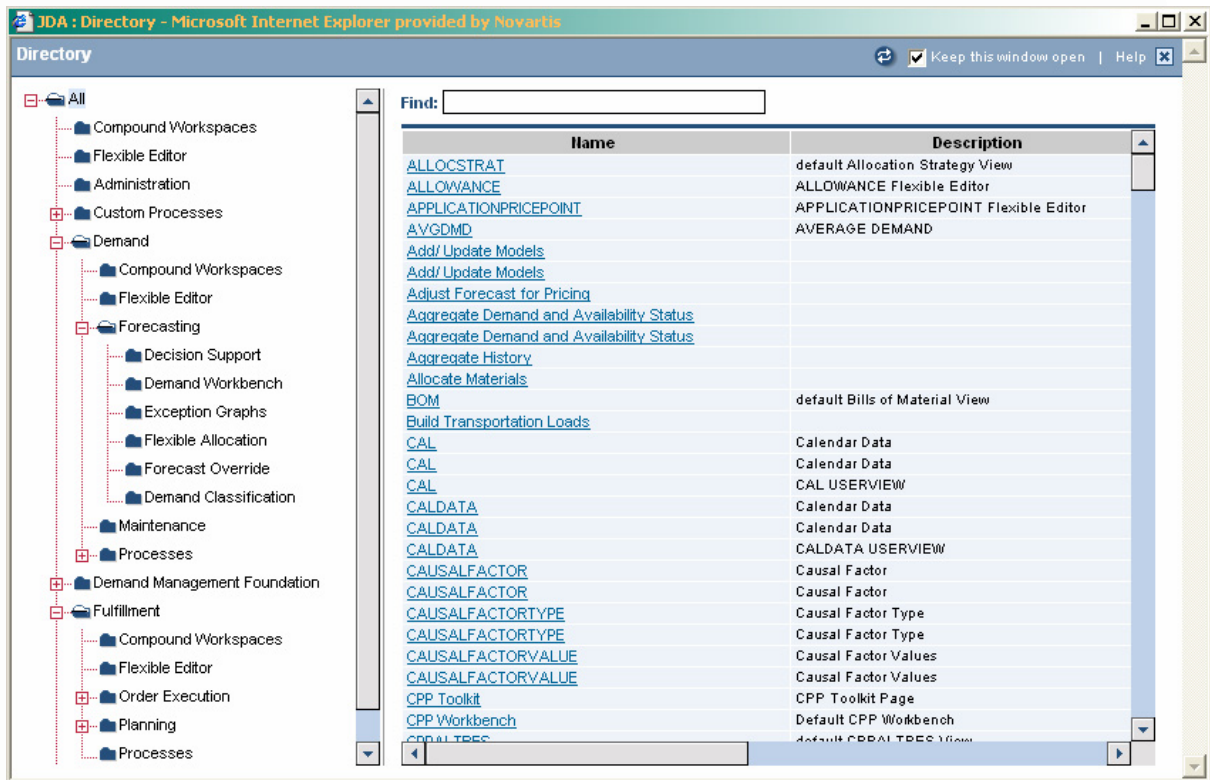 JDA : Directory - Microsoft Internet Explorer provided by Novartis
Directory
Keep this window open | Help
All
Compound Workspaces
Flexible Editor
Administration
Custom Processes
Demand
Compound Workspaces
Flexible Editor
Forecasting
Decision Support
Demand Workbench
Exception Graphs
Flexible Allocation
Forecast Override
Demand Classification
Maintenance
Processes
Demand Management Foundation
Fulfillment
Compound Workspaces
Flexible Editor
Order Execution
Planning
Processes
Find:
Name Description
ALLOCSTRAT default Allocation Strategy View
ALLOWANCE ALLOWANCE Flexible Editor
APPLICATIONPRICEPOINT APPLICATIONPRICEPOINT Flexible Editor
AVGDMD AVERAGE DEMAND
Add/ Update Models
Add/ Update Models
Adjust Forecast for Pricing
Aggregate Demand and Availability Status
Aggregate Demand and Availability Status
Aggregate History
Allocate Materials
BOM default Bills of Material View
Build Transportation Loads
CAL Calendar Data
CAL Calendar Data
CAL CAL USERVIEW
CALDATA Calendar Data
CALDATA Calendar Data
CALDATA CALDATA USERVIEW
CAUSALFACTOR Causal Factor
CAUSALFACTOR Causal Factor
CAUSALFACTORTYPE Causal Factor Type
CAUSALFACTORTYPE Causal Factor Type
CAUSALFACTORVALUE Causal Factor Values
CAUSALFACTORVALUE Causal Factor Values
CPP Toolkit CPP Toolkit Page
CPP Workbench Default CPP Workbench
default CPPALTRES View